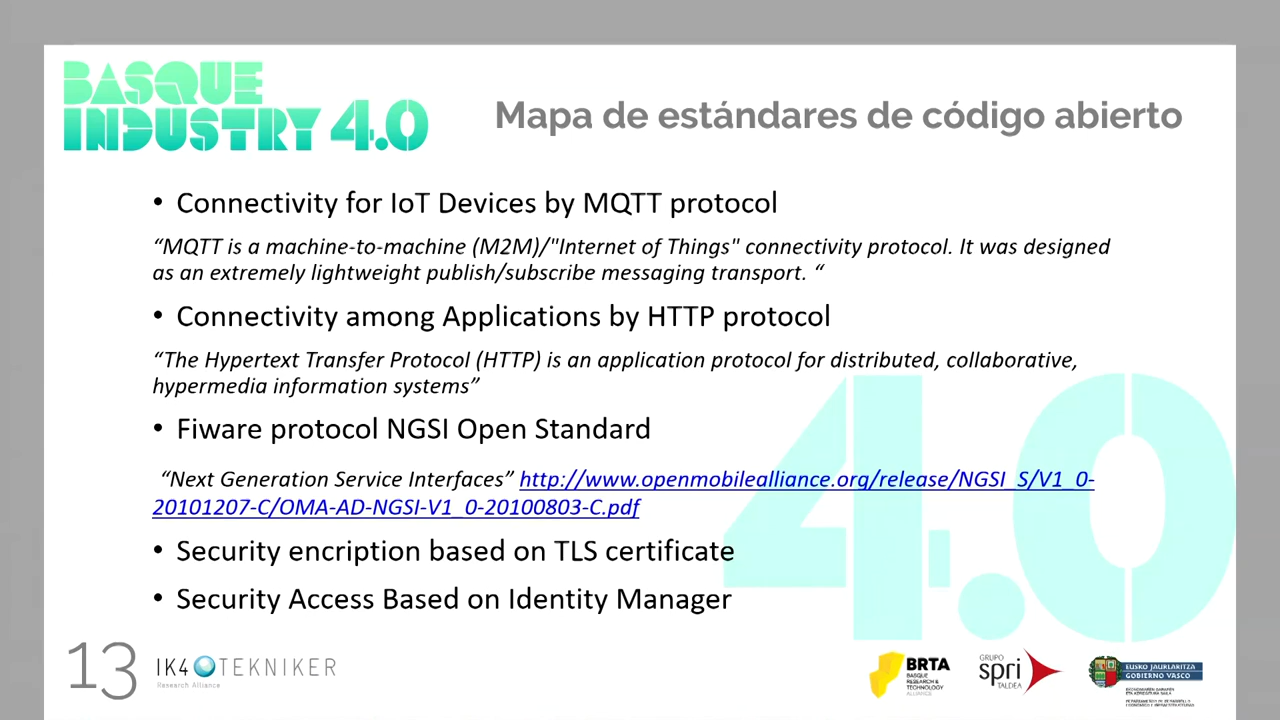 BASQUE
INDUSTRY 4.0
Mapa de estándares de código abierto
• Connectivity for IoT Devices by MQTT protocol
“MQTT is a machine-to-machine (M2M)/"Internet of Things" connectivity protocol. It was designed
as an extremely lightweight publish/subscribe messaging transport. “
• Connectivity among Applications by HTTP protocol
“The Hypertext Transfer Protocol (HTTP) is an application protocol for distributed, collaborative,
hypermedia information systems”
• Fiware protocol NGSI Open Standard
“Next Generation Service Interfaces” http://www.openmobilealliance.org/release/NGSI_S/V1_0-
20101207-C/OMA-AD-NGSI-V1_0-20100803-C.pdf
• Security encription based on TLS certificate
• Security Access Based on Identity Manager
4.0
13
IK4 TEKNIKER
Research Alliance
BRTA
BASQUE
RESEARCH &
TECHNOLOGY
ALLIANCE
GRUPO
spri
TALDEA
EUSKO JAURLARITZA
GOBIERNO VASCO